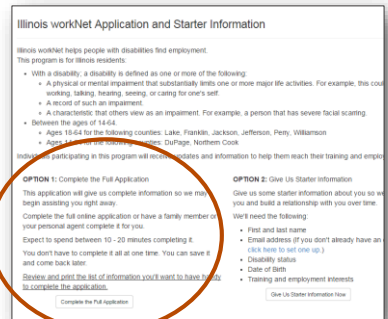 Illinois workNet Application and Starter Information
Illinois workNet helps people with disabilities find employment.
This program is for Illinois residents:
With a disability; a disability is defined as one or more of the following:
A physical or mental impairment that substantially limits one or more major life activities. For example, this
working, talking, hearing, seeing, or caring for one's self.
A record of such an impairment.
A characteristic that others view as an impairment. For example, a person that has severe facial scarring.
Between the ages of 14-64.
Ages 18-64 for the following counties: Lake, Franklin, Jackson, Jefferson, Perry, Williamson
Ages 14-64 for the following counties: DuPage, Northern Cook
Individuals participating in this program will receive updates and information to help them reach their training and
OPTION 1: Complete the Full Application
This application will give us complete information so we may
begin assisting you right away.
Complete the full online application or have a family member or
your personal agent complete it for you.
Expect to spend between 10 - 20 minutes completing it.
You don't have to complete it all at one time. You can save it
and come back later.
Review and print the list of information you'll want to have handy
to complete the application.
Complete the Full Application
OPTION 2: Give Us Starter Information
Give us some starter information about you so we
you and build a relationship with you over time.
We'll need the following:
First and last name
Email address (if you don't already have an
click here to set one up.)
Disability status
Date of Birth
Training and employment interests
Give Us Starter Information Now